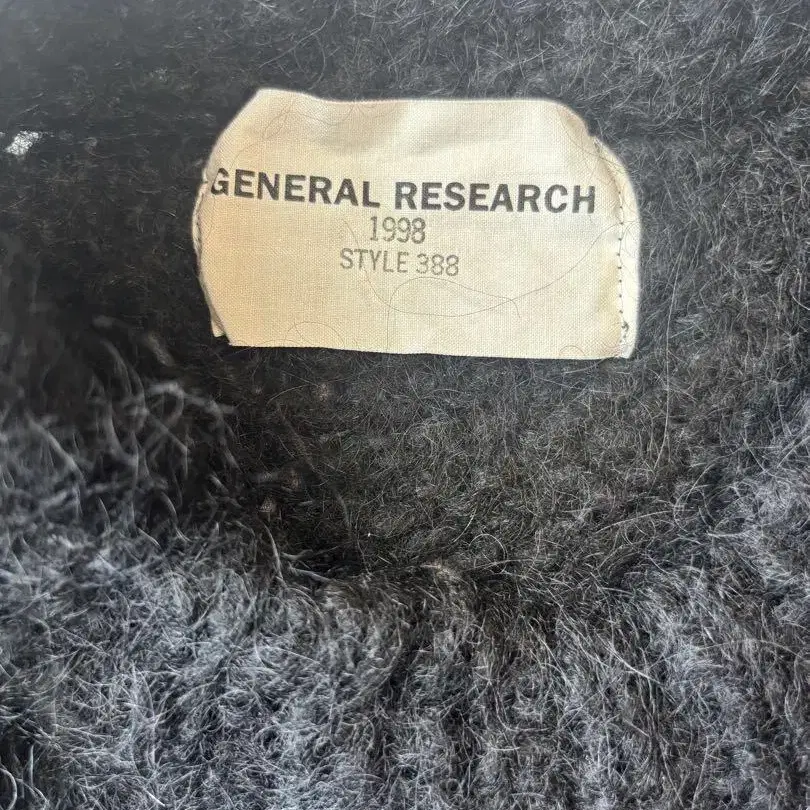 GENERAL RESEARCH
1998
STYLE 388